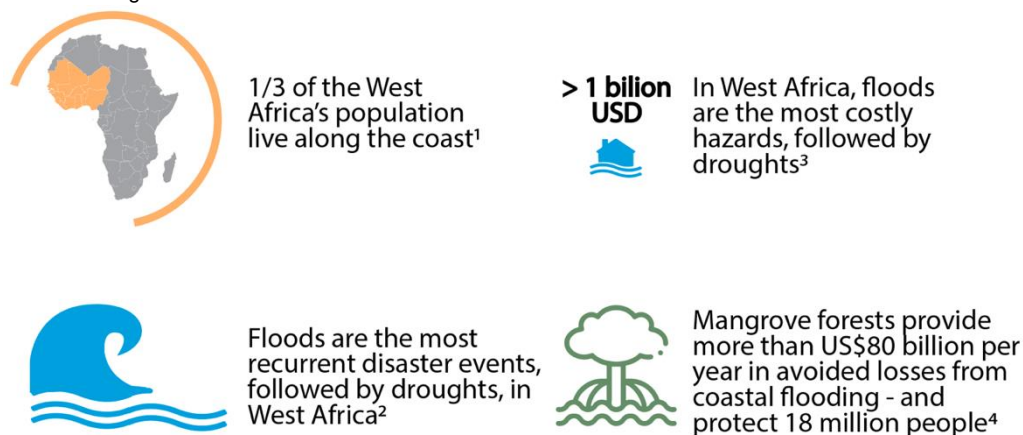 1/3 of the West
Africa's population
live along the coast¹
> 1 bilion
USD
In West Africa, floods
are the most costly
hazards, followed by
droughts³
Floods are the most
recurrent disaster events,
followed by droughts, in
West Africa²
Mangrove forests provide
more than US$80 billion per
year in avoided losses from
coastal flooding - and
protect 18 million people⁴